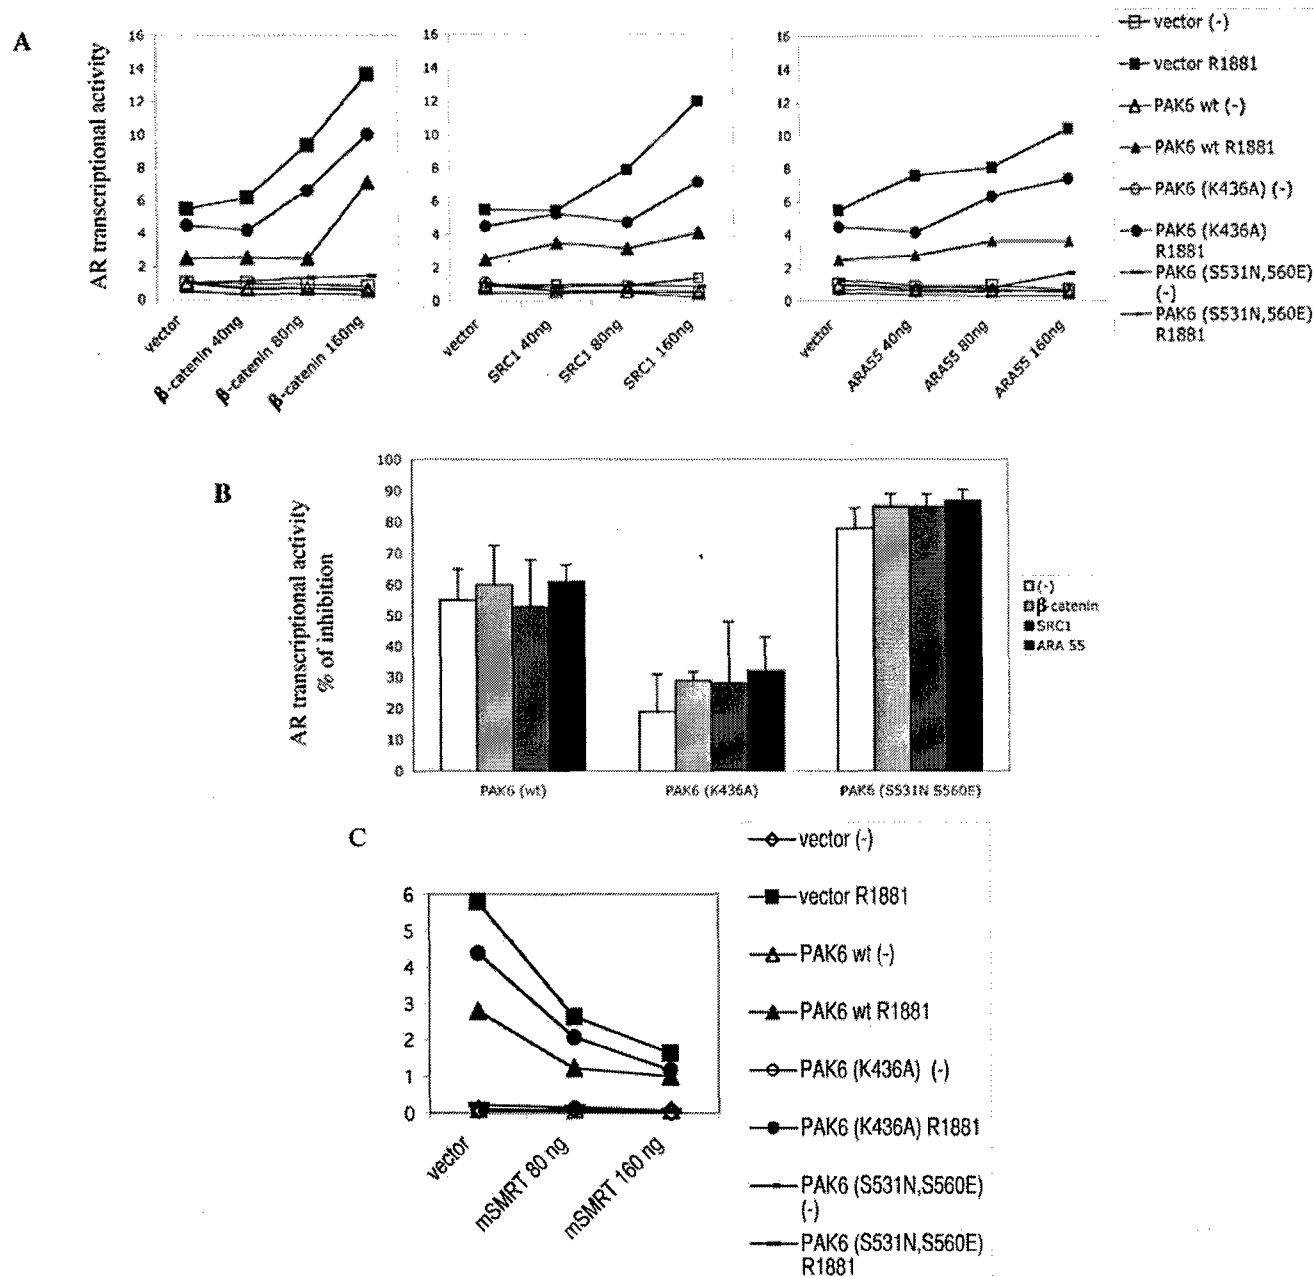 A
AR transcriptional activity
16
14
12
10
8
6
4
2
0
vector
β-catenin 40ng
β-catenin 80ng
β-catenin 160ng
16
14
12
10
8
6
4
2
0
vector
SRC1 40ng
SRC1 80ng
SRC1 160ng
16
14
12
10
8
6
4
2
0
vector
ARA55 40ng
ARA55 80ng
ARA55 160ng
vector (-)
vector R1881
PAK6 wt (-)
PAK6 wt R1881
PAK6 (K436A) (-)
PAK6 (K436A)
R1881
PAK6 (S531N,560E)
(-)
PAK6 (S531N,560E)
R1881
B
AR transcriptional activity
% of inhibition
100
90
80
70
60
50
40
30
20
10
0
PAK6 (wt)
PAK6 (K436A)
PAK6 (S531N S560E)
(-)
β-catenin
SRC1
ARA 55
C
6
5
4
3
2
1
0
vector
mSMRT 80 ng
mSMRT 160 ng
vector (-)
vector R1881
PAK6 wt (-)
PAK6 wt R1881
PAK6 (K436A) (-)
PAK6 (K436A) R1881
PAK6 (S531N,S560E)
(-)
PAK6 (S531N,S560E)
R1881